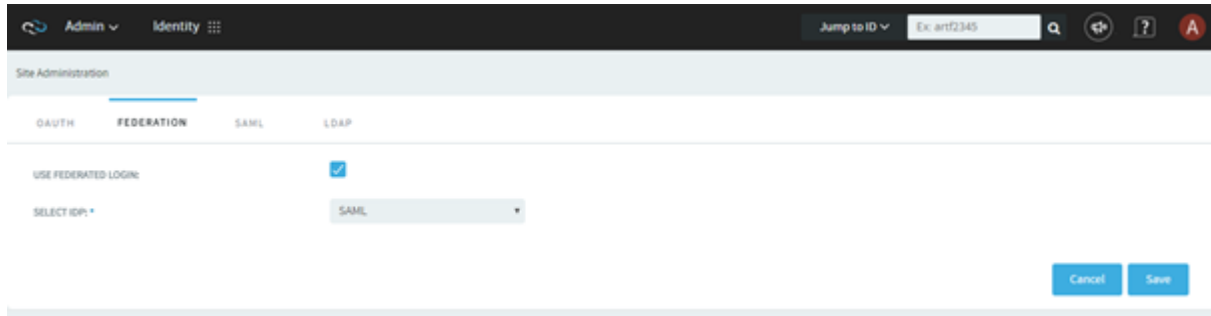 Admin Identity Jump to ID Ex: artf2345 ? A
Site Administration
OAUTH FEDERATION SAML LDAP
USE FEDERATED LOGIN:
SELECT IDP: * SAML
Cancel Save